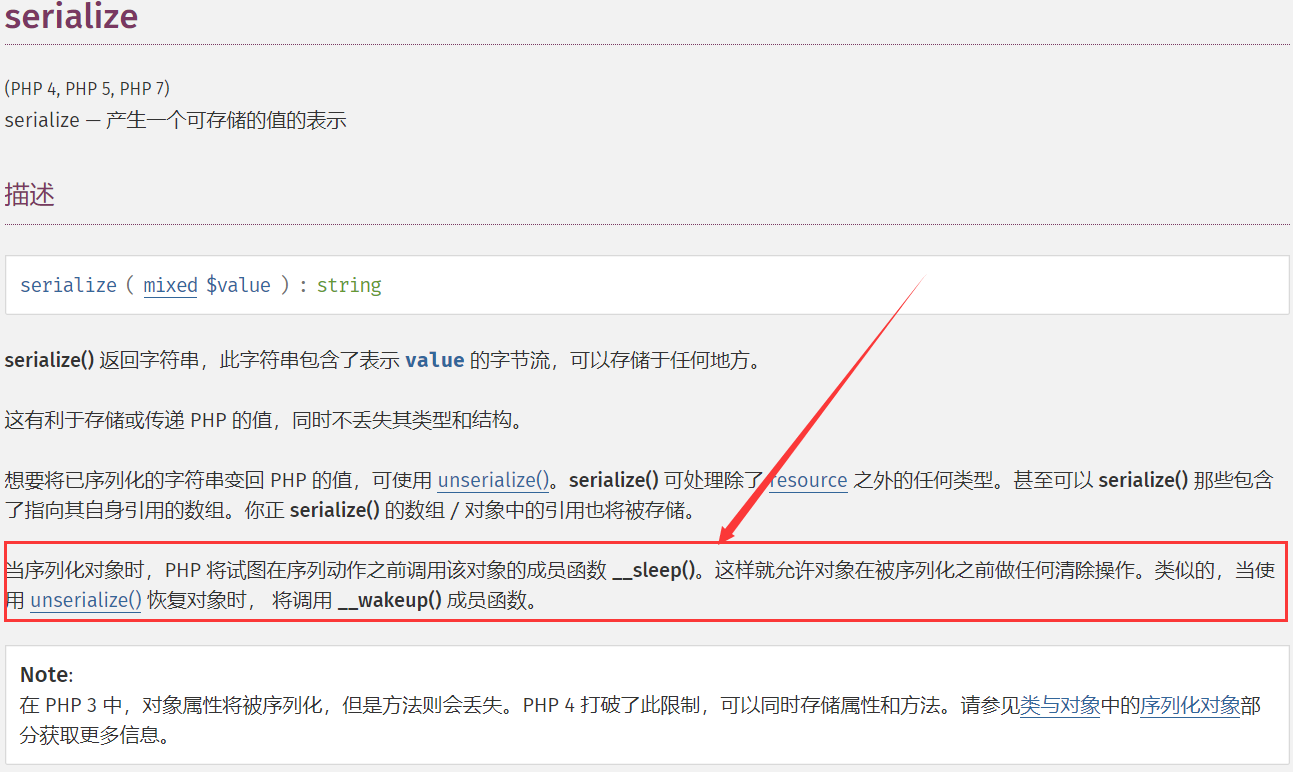 serialize
(PHP 4, PHP 5, PHP 7)
serialize — 产生一个可存储的值的表示
描述
serialize ( mixed $value ) : string
serialize() 返回字符串，此字符串包含了表示 value 的字节流，可以存储于任何地方。
这有利于存储或传递 PHP 的值，同时不丢失其类型和结构。
想要将已序列化的字符串变回 PHP 的值，可使用 unserialize()。serialize() 可处理除了 resource 之外的任何类型。甚至可以 serialize() 那些包含
了指向其自身引用的数组。你正 serialize() 的数组 / 对象中的引用也将被存储。
当序列化对象时，PHP 将试图在序列动作之前调用该对象的成员函数 __sleep()。这样就允许对象在被序列化之前做任何清除操作。类似的，当使
用 unserialize() 恢复对象时， 将调用 __wakeup() 成员函数。
Note:
在 PHP 3 中，对象属性将被序列化，但是方法则会丢失。PHP 4 打破了此限制，可以同时存储属性和方法。请参见类与对象中的序列化对象部
分获取更多信息。